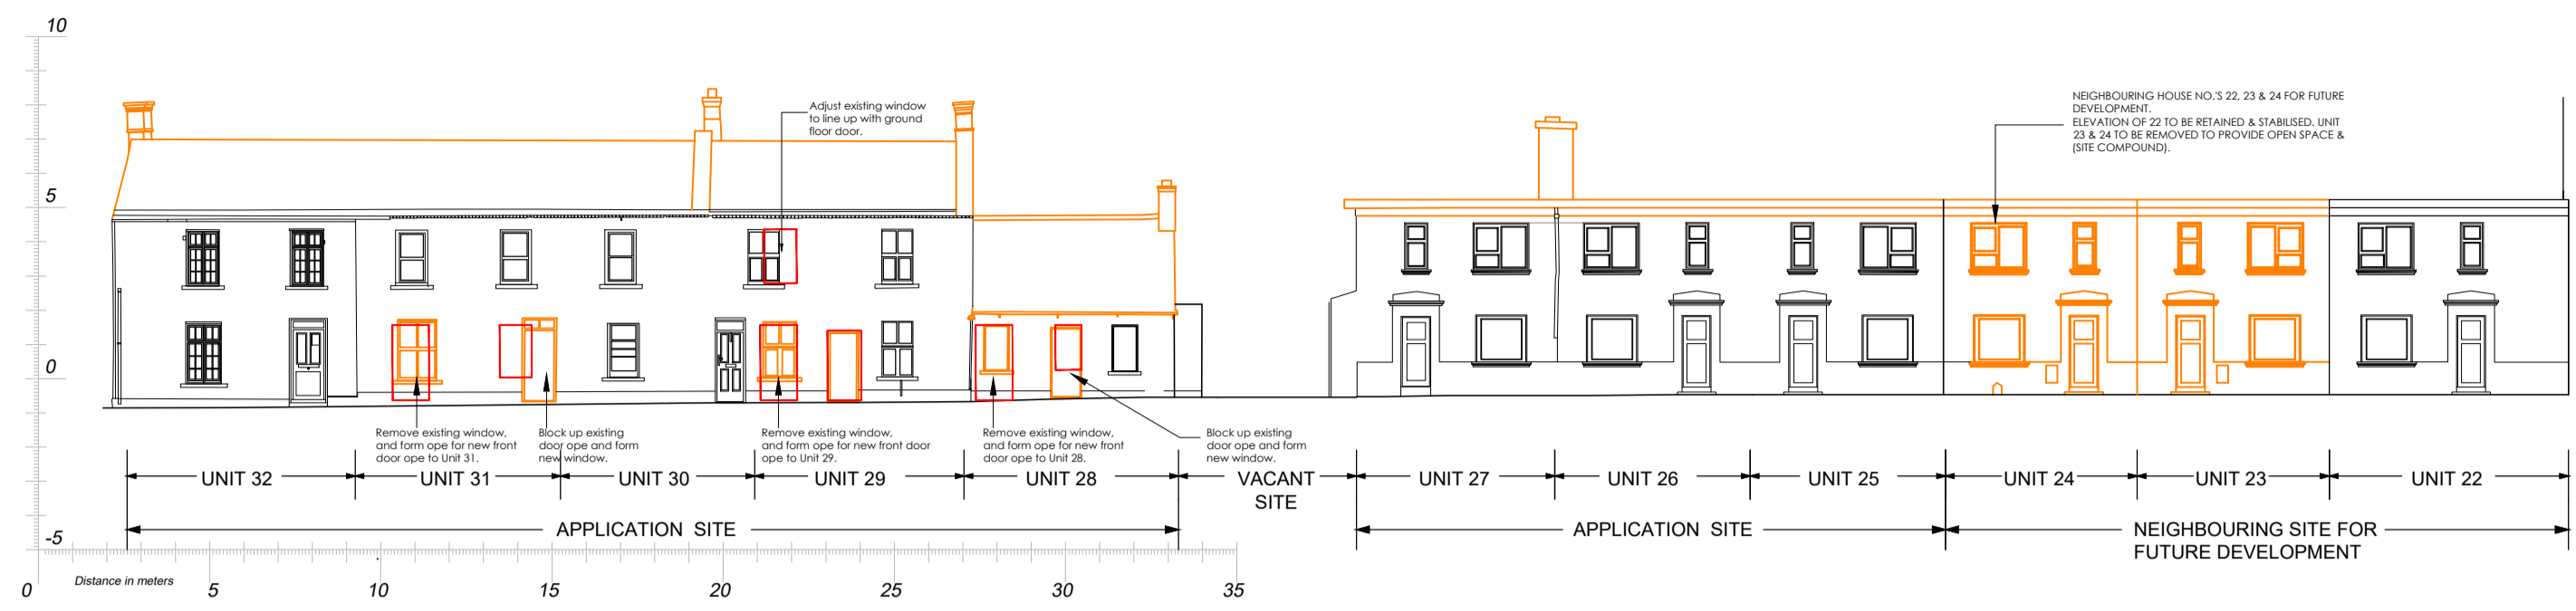 10
5
0
-5
Adjust existing window
to line up with ground
floor door.
NEIGHBOURING HOUSE NO.'S 22, 23 & 24 FOR FUTURE
DEVELOPMENT.
ELEVATION OF 22 TO BE RETAINED & STABILISED. UNIT
23 & 24 TO BE REMOVED TO PROVIDE OPEN SPACE &
(SITE COMPOUND).
Remove existing window,
and form ope for new front
door ope to Unit 31.
Block up existing
door ope and form
new window.
Remove existing window,
and form ope for new front door
ope to Unit 29.
Remove existing window,
and form ope for new front
door ope to Unit 28.
Block up existing
door ope and form
new window.
UNIT 32
UNIT 31
UNIT 30
UNIT 29
UNIT 28
VACANT
SITE
UNIT 27
UNIT 26
UNIT 25
UNIT 24
UNIT 23
UNIT 22
APPLICATION SITE
APPLICATION SITE
NEIGHBOURING SITE FOR
FUTURE DEVELOPMENT
Distance in meters
0
5
10
15
20
25
30
35